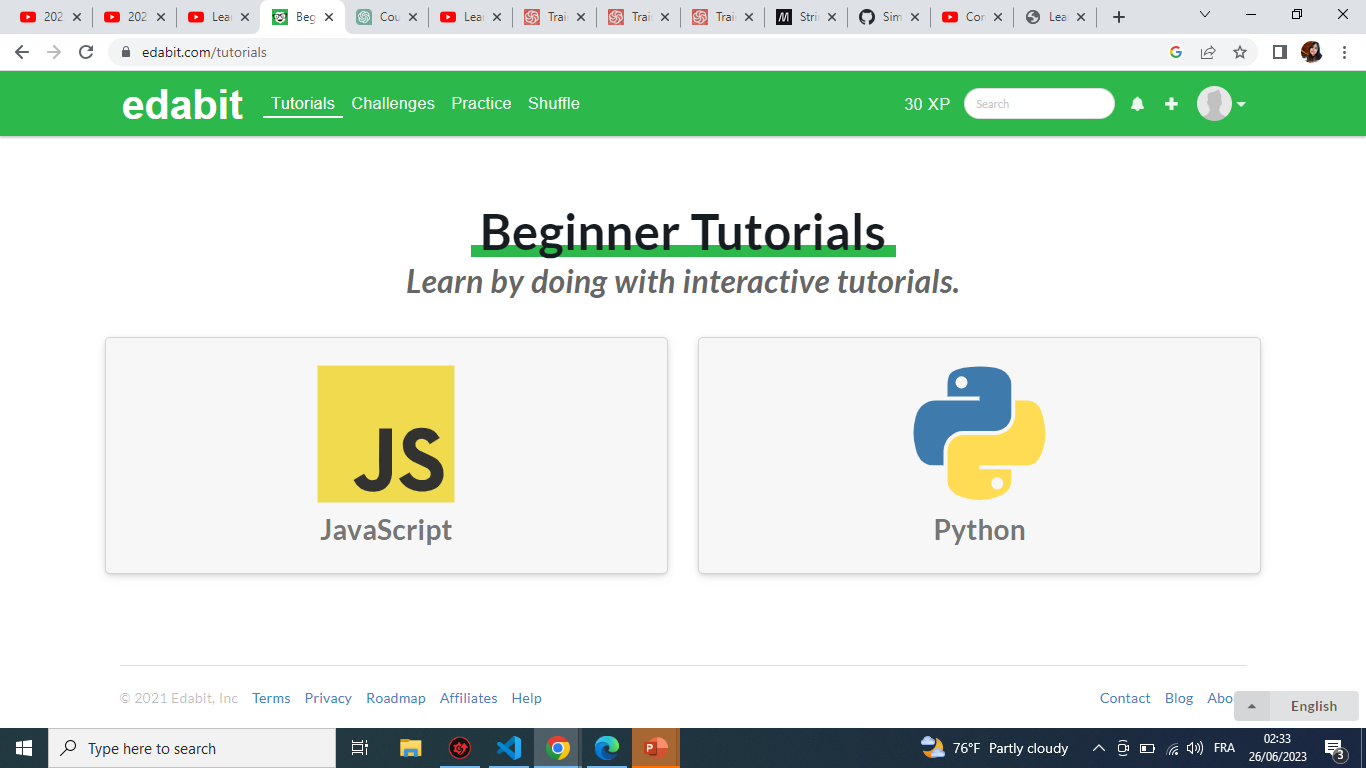 202
202
Lear
Beg
Cou
Lear
Trai
Trai
Trai
Stri
Sim
Cor
Lea
edabit.com/tutorials
edabit Tutorials Challenges Practice Shuffle 30 XP Search
Beginner Tutorials
Learn by doing with interactive tutorials.
JS
JavaScript
Python
© 2021 Edabit, Inc Terms Privacy Roadmap Affiliates Help Contact Blog Abo
English
Type here to search
P
76°F Partly cloudy
FRA
02:33
26/06/2023
3